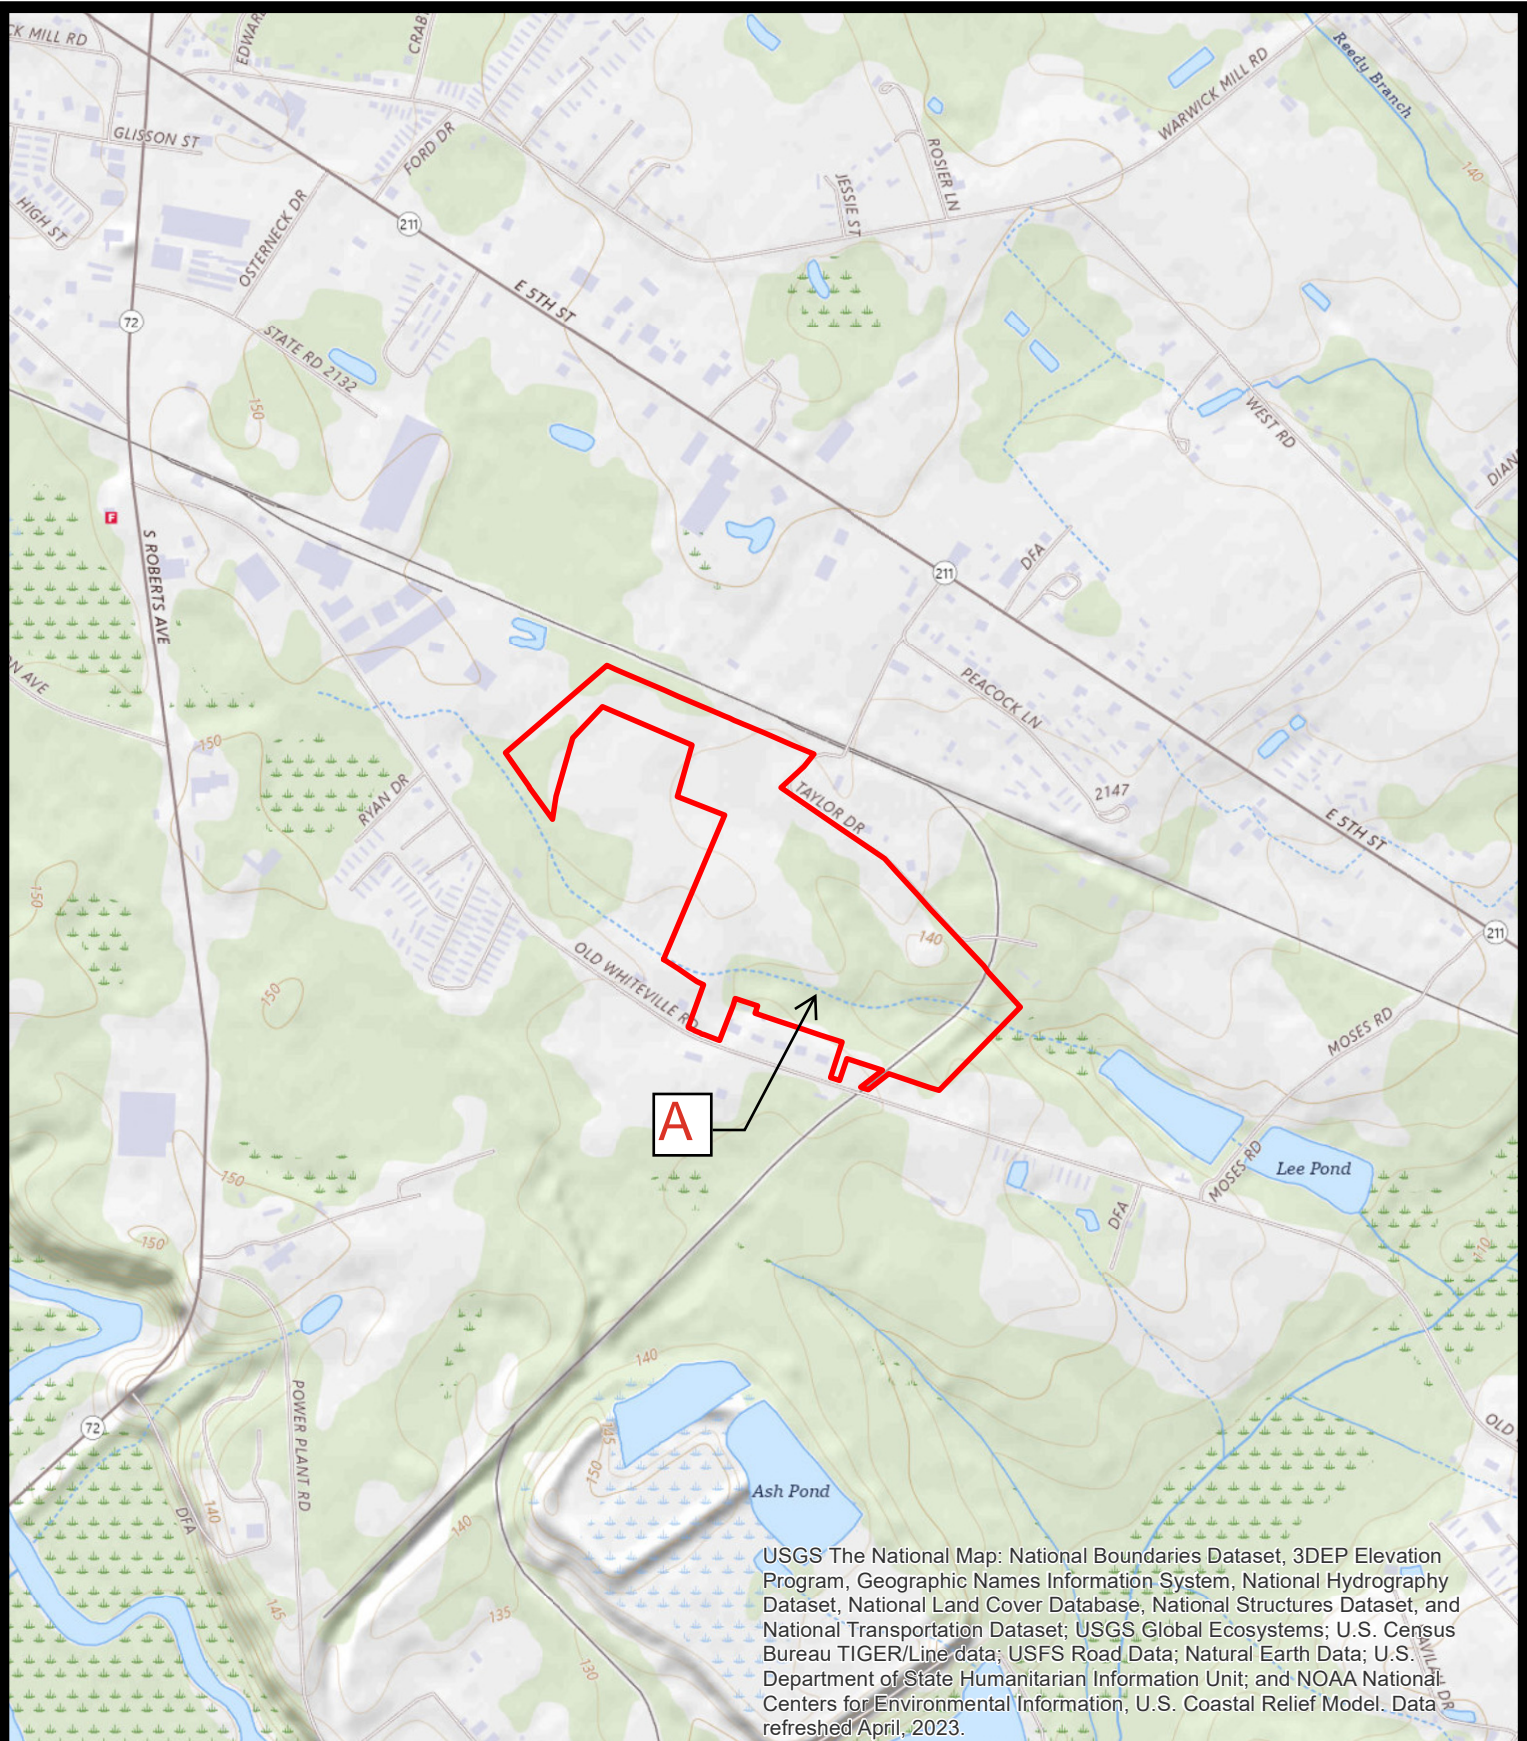 CK MILL RD
EDWAR
CRAB
Reedy Branch
WARWICK MILL RD
GLISSON ST
FORD DR
ROSIER LN
140
JESSIE ST
HIGH ST
OSTERNECK DR
211
E 5TH ST
72
STATE RD 2132
150
WEST RD
DIAN
F
S ROBERTS AVE
DFA
211
N AVE
PEACOCK LN
150
2147
RYAN DR
TAYLOR DR
E 5TH ST
150
211
140
OLD WHITEVILLE RD
150
MOSES RD
A
Lee Pond
150
MOSES RD
DFA
150
110
140
POWER PLANT RD
72
OLD
145
150
Ash Pond
DFA
140
140
145
135
130
AVILA DR
USGS The National Map: National Boundaries Dataset, 3DEP Elevation
Program, Geographic Names Information System, National Hydrography
Dataset, National Land Cover Database, National Structures Dataset, and
National Transportation Dataset; USGS Global Ecosystems; U.S. Census
Bureau TIGER/Line data; USFS Road Data; Natural Earth Data; U.S.
Department of State Humanitarian Information Unit; and NOAA National
Centers for Environmental Information, U.S. Coastal Relief Model. Data
refreshed April, 2023.